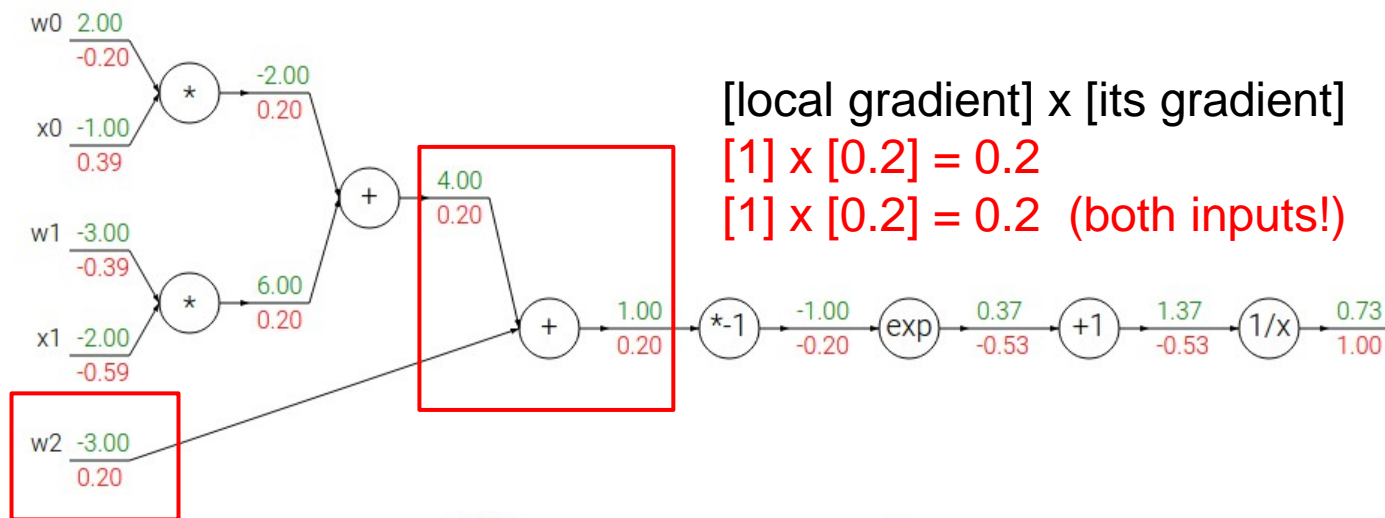 w0 2.00
-0.20
*
-2.00
0.20
x0 -1.00
0.39
[local gradient] x [its gradient]
[1] x [0.2] = 0.2
[1] x [0.2] = 0.2 (both inputs!)
+
4.00
0.20
w1 -3.00
-0.39
*
6.00
0.20
x1 -2.00
-0.59
+
1.00
0.20
*-1
-1.00
-0.20
exp
0.37
-0.53
+1
1.37
-0.53
1/x
0.73
1.00
w2 -3.00
0.20